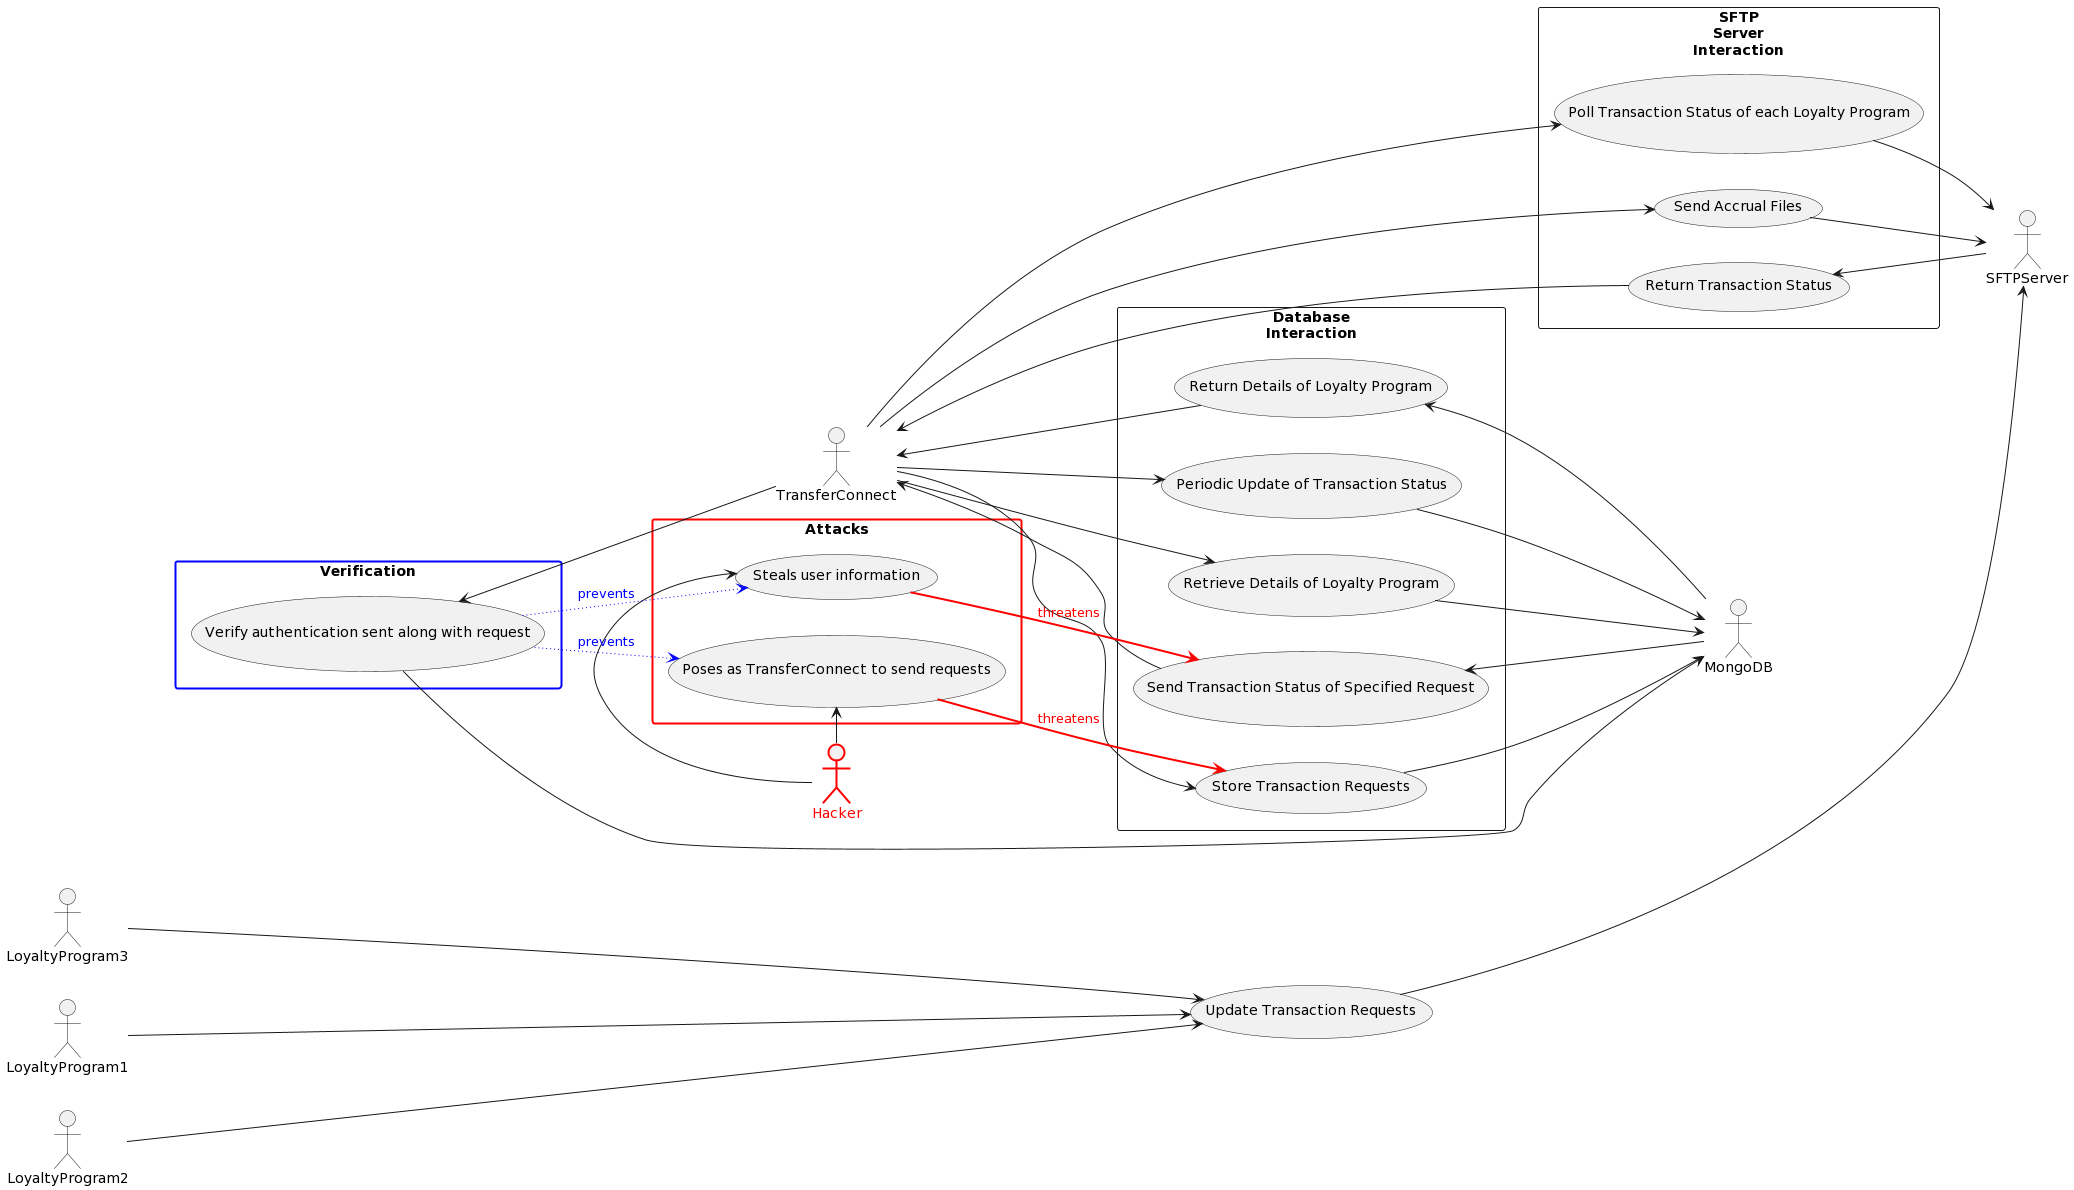 SFTP
Server
Interaction
Poll Transaction Status of each Loyalty Program
Send Accrual Files
SFTPServer
Return Transaction Status
Database
Interaction
Return Details of Loyalty Program
Periodic Update of Transaction Status
TransferConnect
Attacks
Verification
Steals user information
Retrieve Details of Loyalty Program
prevents
threatens
Verify authentication sent along with request
prevents
Poses as TransferConnect to send requests
MongoDB
Send Transaction Status of Specified Request
threatens
Store Transaction Requests
Hacker
LoyaltyProgram3
Update Transaction Requests
LoyaltyProgram1
LoyaltyProgram2